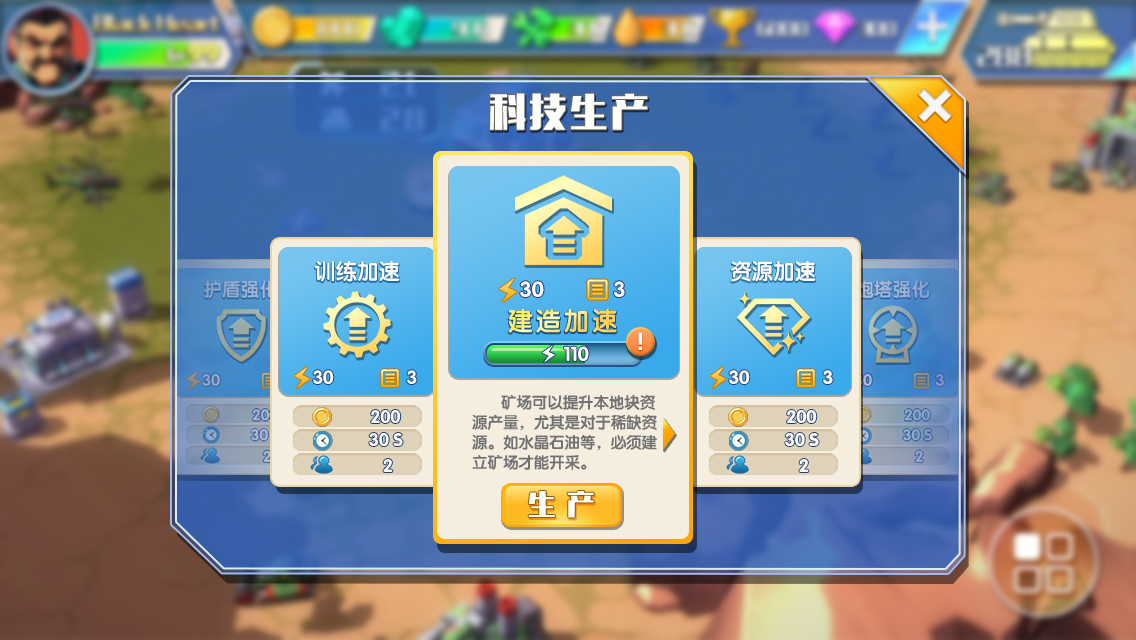 科技生产
护盾强化
30
20
30
2
训练加速
30 3
200
30 S
2
30 3
建造加速
110
!
矿场可以提升本地块资
源产量，尤其是对于稀缺资
源。如水晶石油等，必须建
立矿场才能开采。
生产
资源加速
30 3
200
30 S
2
炮塔强化
3
200
30 S
2